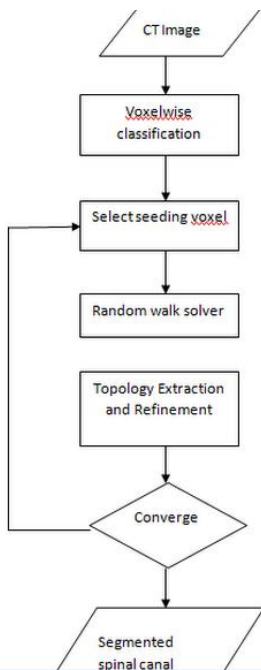 CT Image
Voxelwise
classification
Select seeding voxel
Random walk solver
Topology Extraction
and Refinement
Converge
Segmented
spinal canal